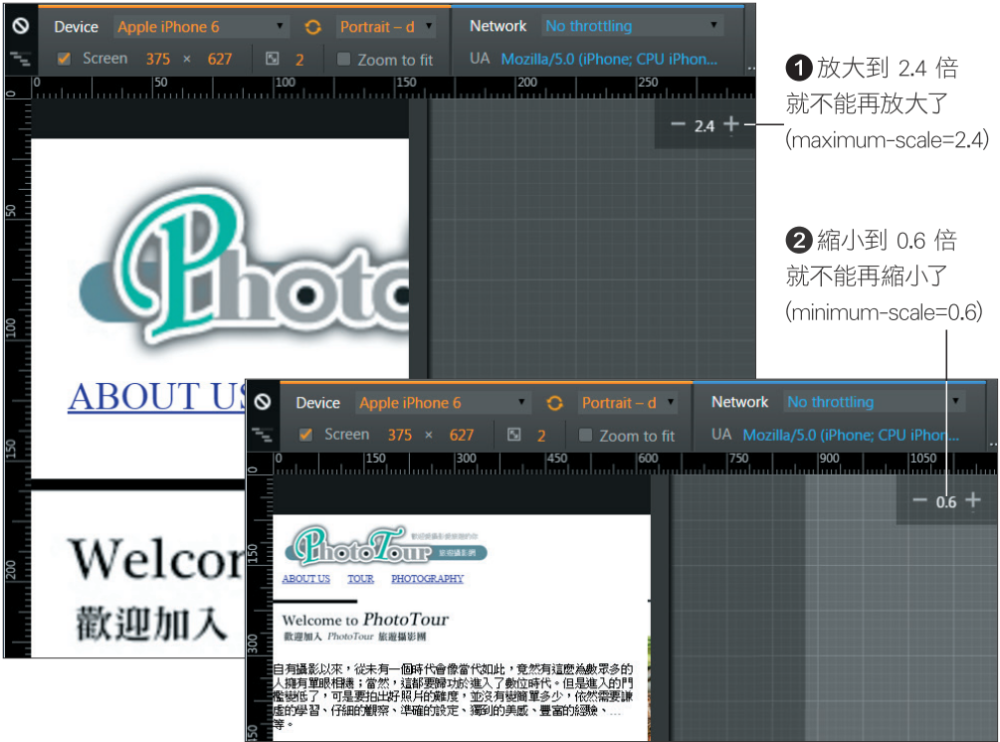 Device Apple iPhone 6 Portrait – d Network No throttling
Screen 375 × 627 2 Zoom to fit UA Mozilla/5.0 (iPhone; CPU iPhon...
0 50 100 150 200 250
0
50
100
150
200
− 2.4 +
Photo
ABOUT US
Welcor
歡迎加入
❶放大到 2.4 倍
就不能再放大了
(maximum-scale=2.4)
❷縮小到 0.6 倍
就不能再縮小了
(minimum-scale=0.6)
Device Apple iPhone 6 Portrait – d Network No throttling
Screen 375 × 627 2 Zoom to fit UA Mozilla/5.0 (iPhone; CPU iPhon...
0 150 300 450 600 750 900 1050
0
150
300
450
− 0.6 +
PhotoTour 旅遊攝影網
ABOUT US TOUR PHOTOGRAPHY
Welcome to PhotoTour
歡迎加入 PhotoTour 旅遊攝影團
自有攝影以來，從未有一個時代會像當代如此，竟然有這麼為數眾多的
人擁有單眼相機；當然，這都要歸功於進入了數位時代。但是進入的門
檻變低了，可是要拍出好照片的難度，並沒有變簡單多少，依然需要謙
虛的學習、仔細的觀察、準確的設定、獨到的美感、豐富的經驗、...
等。